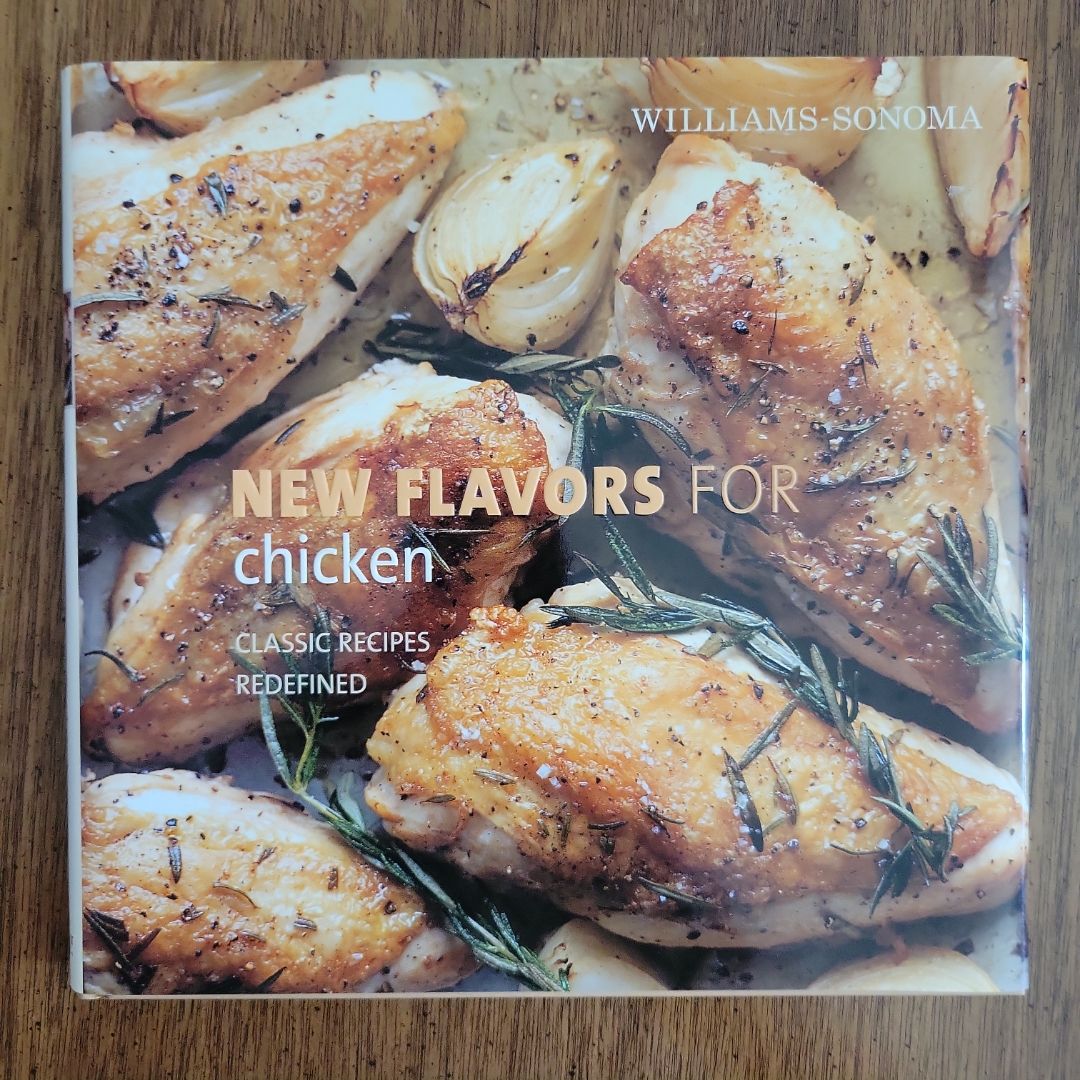 WILLIAMS-SONOMA
NEW FLAVORS FOR
chicken
CLASSIC RECIPES
REDEFINED